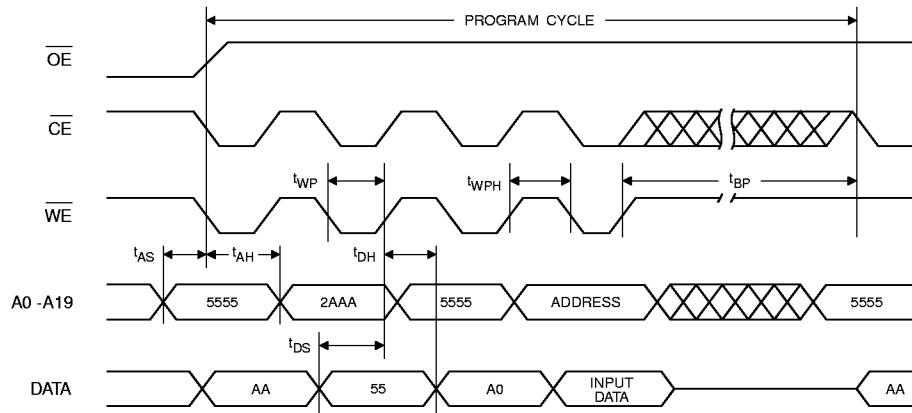 PROGRAM CYCLE
OE
CE
tWP
tWPH
tBP
WE
tAS
tAH
tDH
A0 -A19
5555
2AAA
5555
ADDRESS
5555
tDS
DATA
AA
55
A0
INPUT
DATA
AA